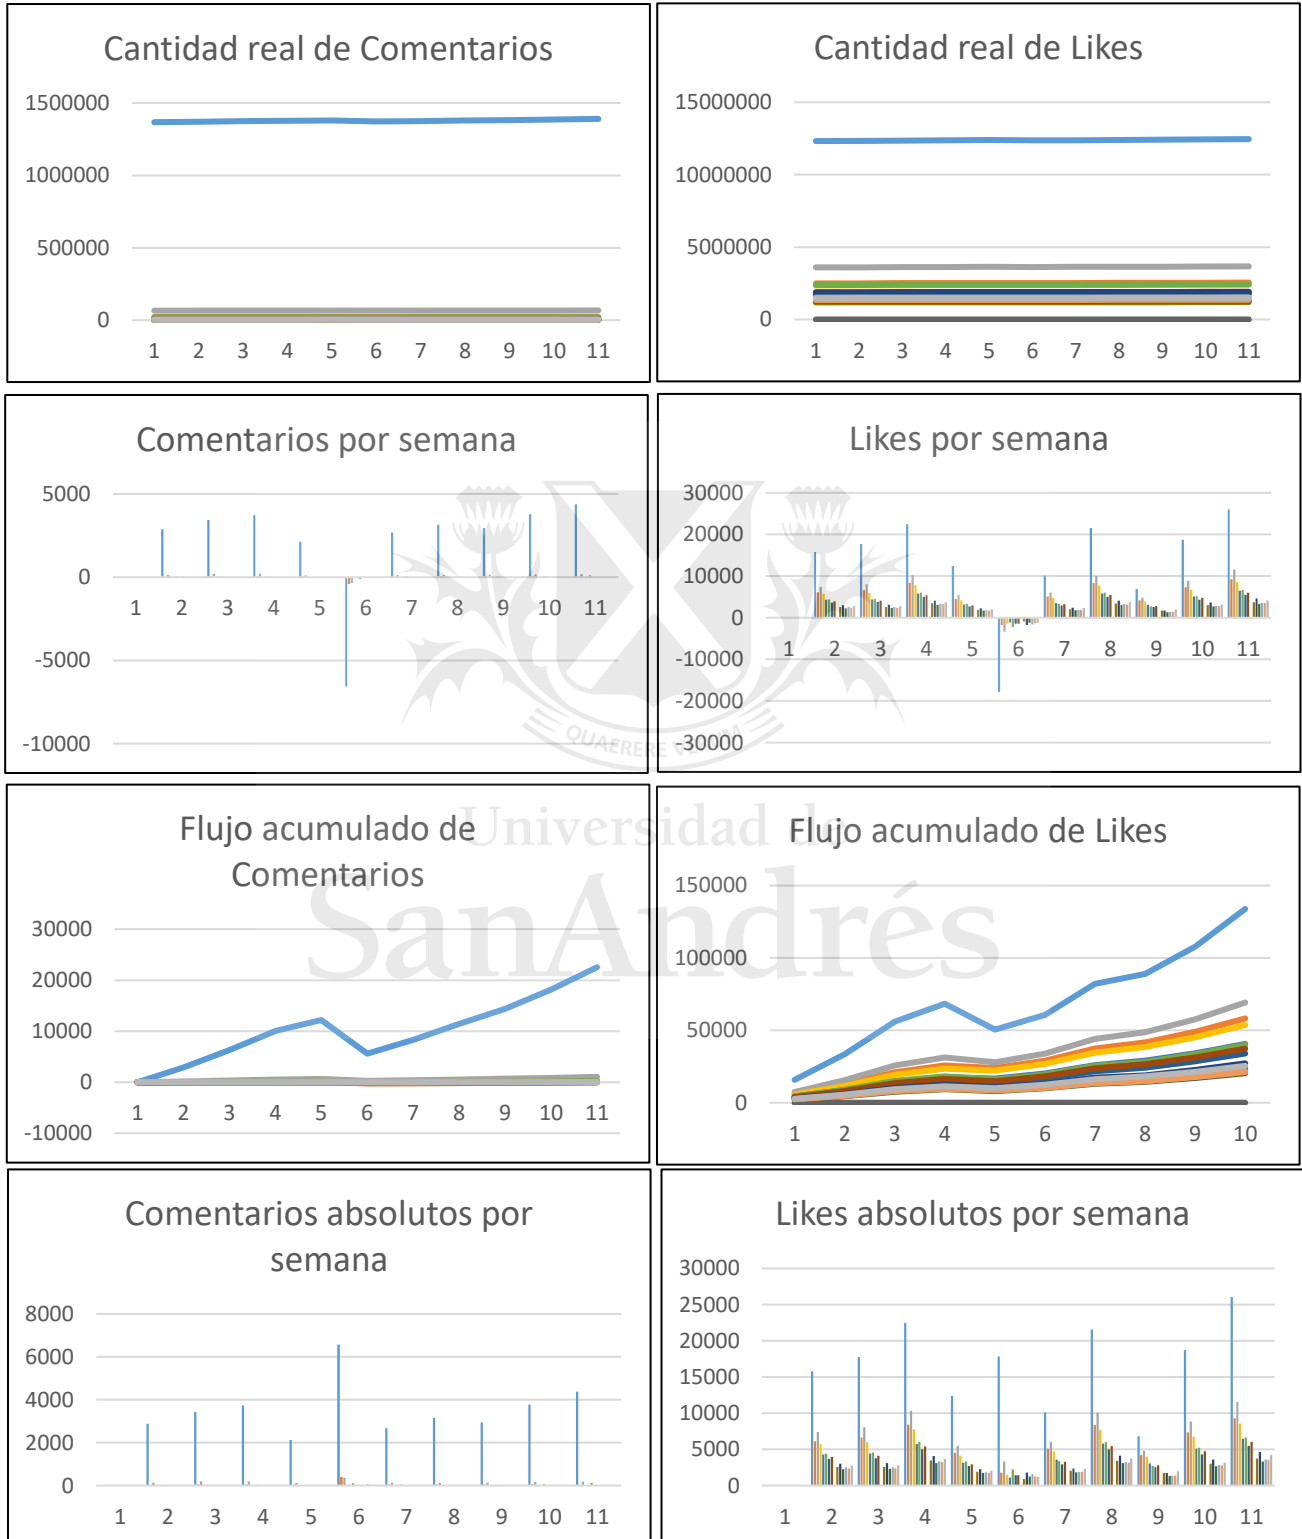 Cantidad real de Comentarios
1500000
1000000
500000
0
1 2 3 4 5 6 7 8 9 10 11
Cantidad real de Likes
15000000
10000000
5000000
0
1 2 3 4 5 6 7 8 9 10 11
Comentarios por semana
5000
0
-5000
-10000
1 2 3 4 5 6 7 8 9 10 11
Likes por semana
30000
20000
10000
0
-10000
-20000
-30000
1 2 3 4 5 6 7 8 9 10 11
QUAERERE VERUM
Universidad de
SanAndrés
Flujo acumulado de
Comentarios
30000
20000
10000
0
-10000
1 2 3 4 5 6 7 8 9 10 11
Flujo acumulado de Likes
150000
100000
50000
0
1 2 3 4 5 6 7 8 9 10
Comentarios absolutos por
semana
8000
6000
4000
2000
0
1 2 3 4 5 6 7 8 9 10 11
Likes absolutos por semana
30000
25000
20000
15000
10000
5000
0
1 2 3 4 5 6 7 8 9 10 11